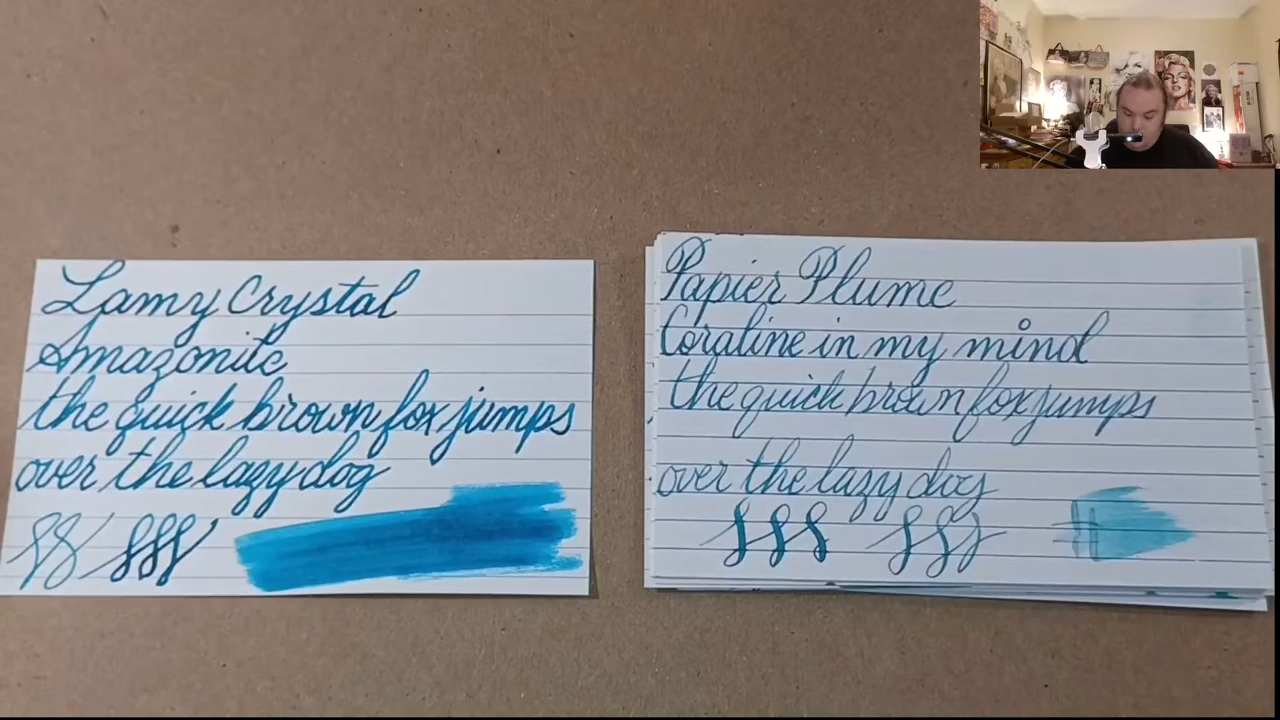 Lamy Crystal
Amazonite
the quick brown fox jumps
over the lazy dog
Papier Plume
Coraline in my mind
the quick brown fox jumps
over the lazy dog